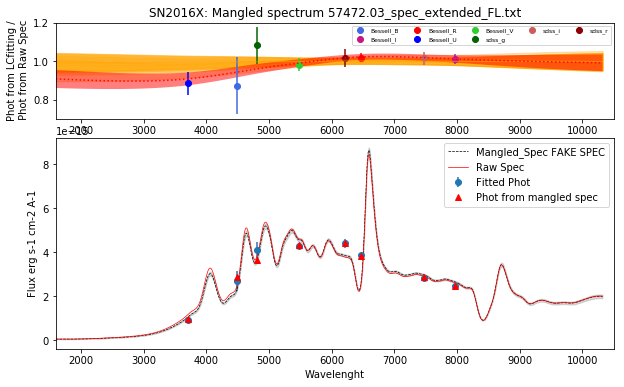 SN2016X: Mangled spectrum 57472.03_spec_extended_FL.txt
Phot from LCfitting /
Phot from Raw Spec
1.2
1.0
0.8
Bessell_B
Bessell_I
Bessell_R
Bessell_U
Bessell_V
sdss_g
sdss_i
sdss_r
2000 3000 4000 5000 6000 7000 8000 9000 10000
Flux erg s-1 cm-2 A-1
8
6
4
2
0
Mangled_Spec FAKE SPEC
Raw Spec
Fitted Phot
Phot from mangled spec
2000 3000 4000 5000 6000 7000 8000 9000 10000
Wavelenght